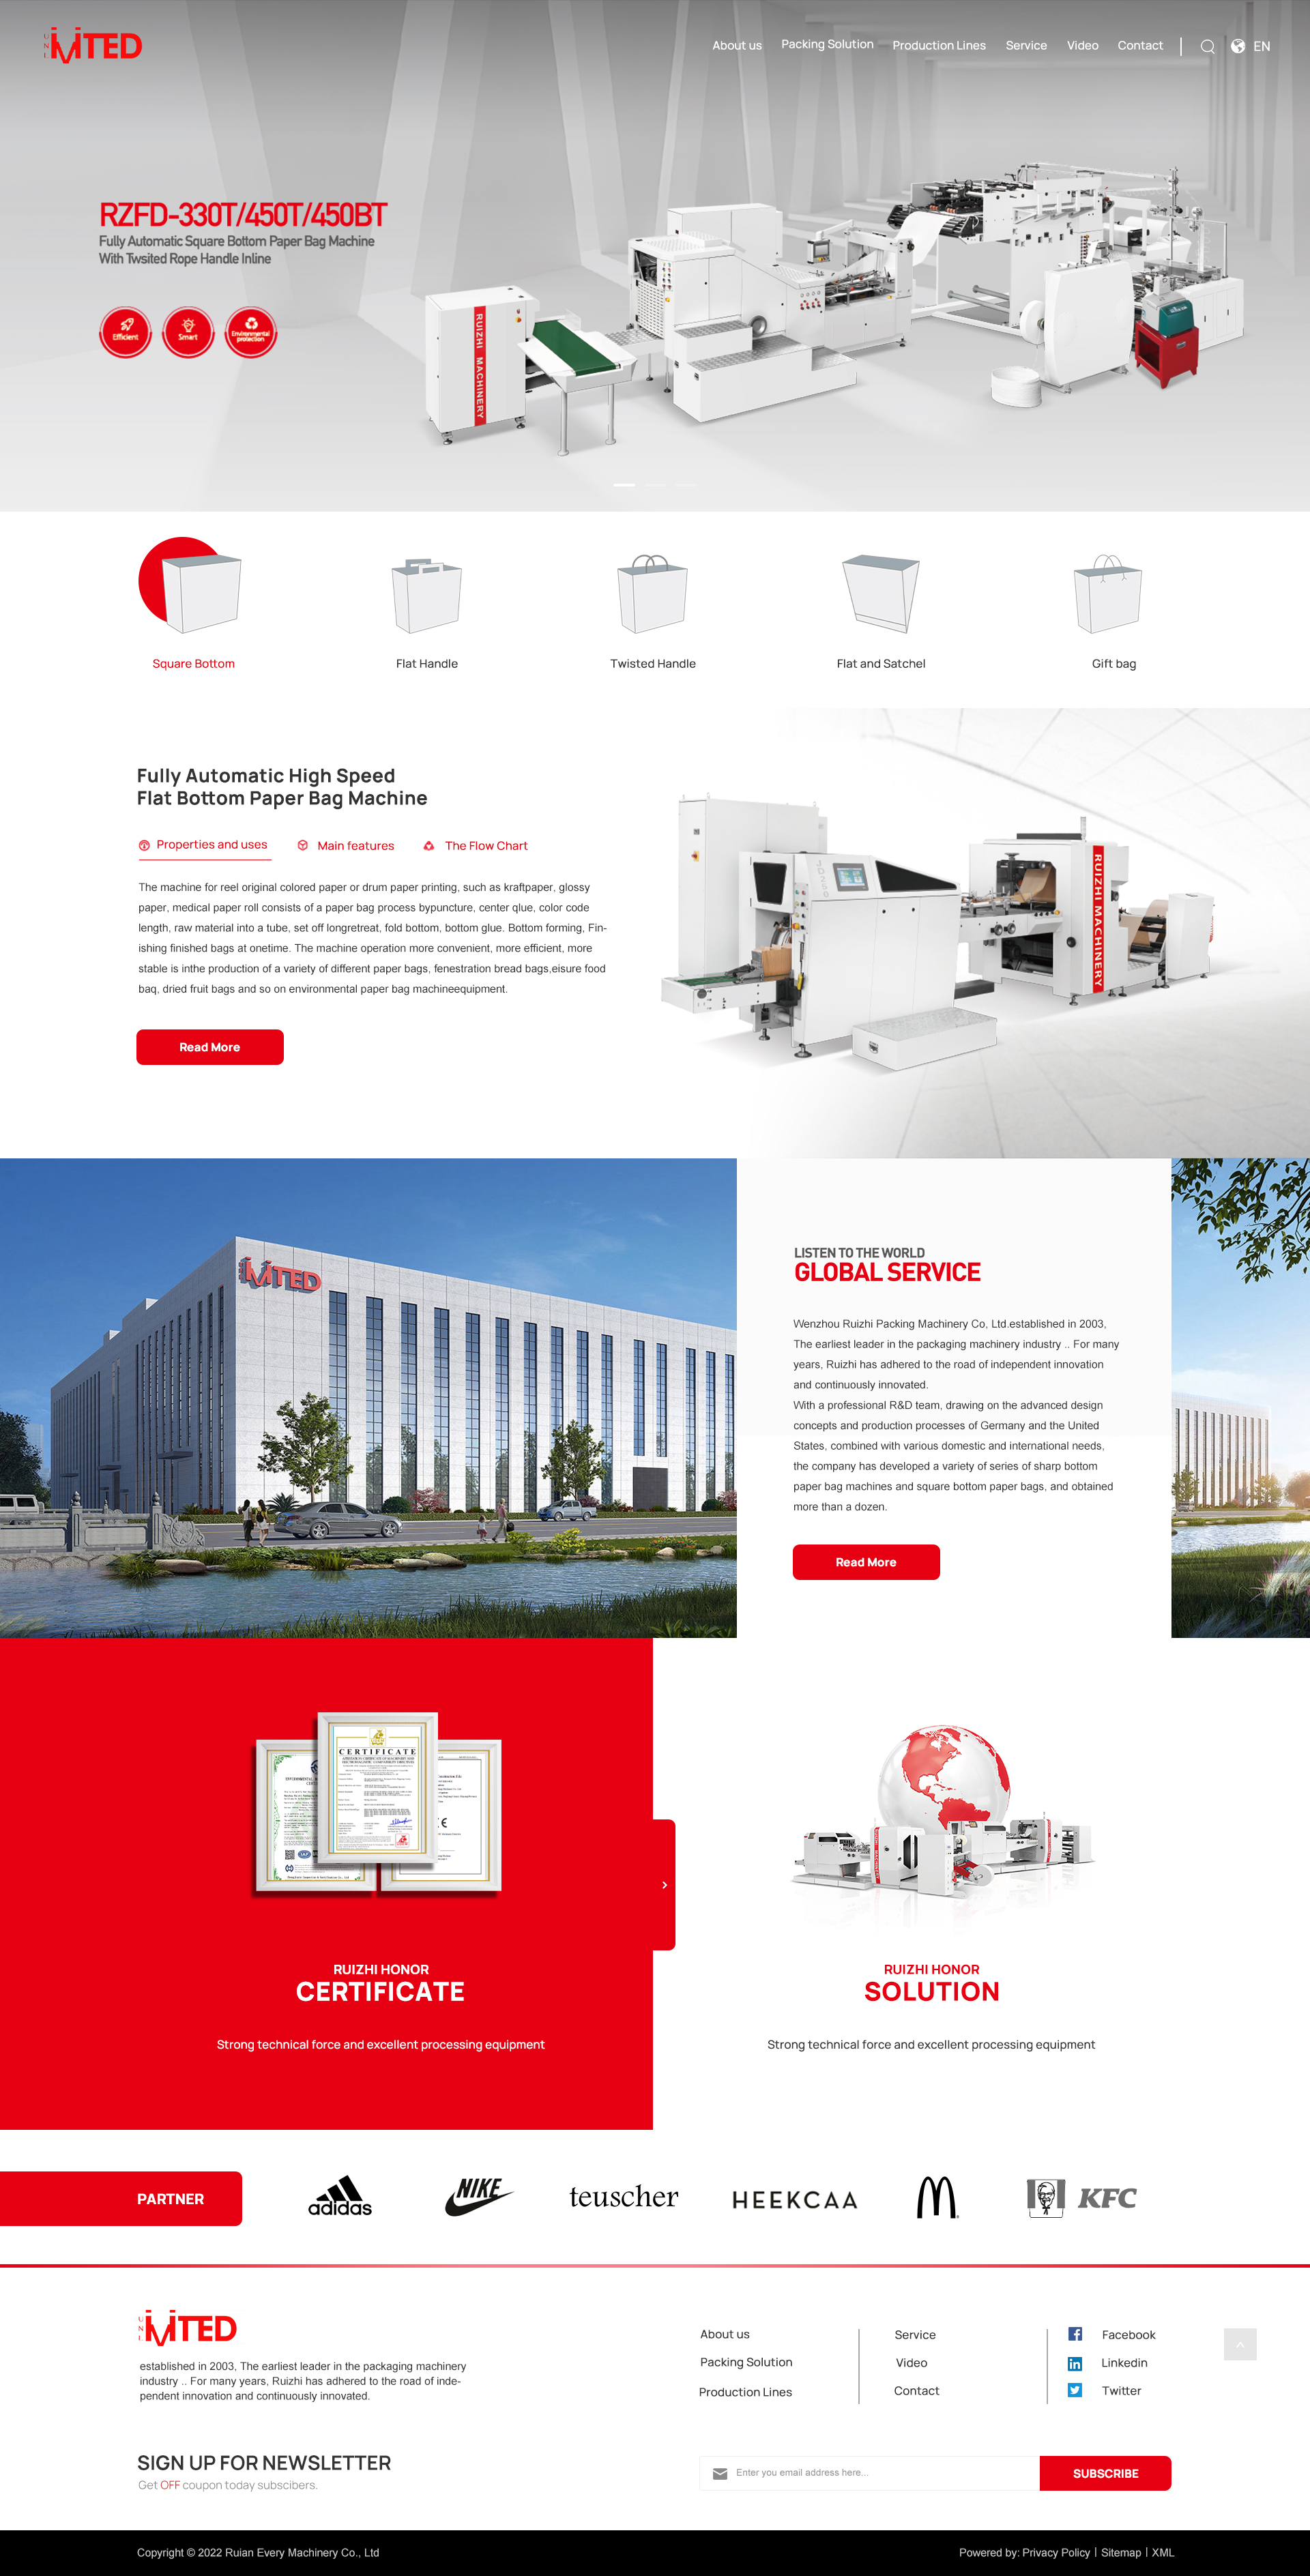 UNI
MTED
About us
Packing Solution
Production Lines
Service
Video
Contact
EN
RZFD-330T/450T/450BT
Fully Automatic Square Bottom Paper Bag Machine
With Twsited Rope Handle Inline
Efficient
Smart
Environmental
protection
RUIZHI MACHINERY
Square Bottom
Flat Handle
Twisted Handle
Flat and Satchel
Gift bag
Fully Automatic High Speed
Flat Bottom Paper Bag Machine
Properties and uses
Main features
The Flow Chart
The machine for reel original colored paper or drum paper printing, such as kraftpaper, glossy
paper, medical paper roll consists of a paper bag process bypuncture, center qlue, color code
length, raw material into a tube, set off longretreat, fold bottom, bottom glue. Bottom forming, Fin-
ishing finished bags at onetime. The machine operation more convenient, more efficient, more
stable is inthe production of a variety of different paper bags, fenestration bread bags,eisure food
baq, dried fruit bags and so on environmental paper bag machineequipment.
Read More
RUIZHI MACHINERY
MTED
LISTEN TO THE WORLD
GLOBAL SERVICE
Wenzhou Ruizhi Packing Machinery Co, Ltd.established in 2003,
The earliest leader in the packaging machinery industry .. For many
years, Ruizhi has adhered to the road of independent innovation
and continuously innovated.
With a professional R&D team, drawing on the advanced design
concepts and production processes of Germany and the United
States, combined with various domestic and international needs,
the company has developed a variety of series of sharp bottom
paper bag machines and square bottom paper bags, and obtained
more than a dozen.
Read More
CERTIFICATE
RUIZHI HONOR
CERTIFICATE
Strong technical force and excellent processing equipment
RUIZHI HONOR
SOLUTION
Strong technical force and excellent processing equipment
PARTNER
adidas
NIKE
teuscher
HEEKCAA
KFC
UNI
MTED
established in 2003, The earliest leader in the packaging machinery
industry .. For many years, Ruizhi has adhered to the road of inde-
pendent innovation and continuously innovated.
About us
Packing Solution
Production Lines
Service
Video
Contact
Facebook
Linkedin
Twitter
SIGN UP FOR NEWSLETTER
Get OFF coupon today subscibers.
Enter you email address here...
SUBSCRIBE
Copyright © 2022 Ruian Every Machinery Co., Ltd
Powered by: Privacy Policy | Sitemap | XML